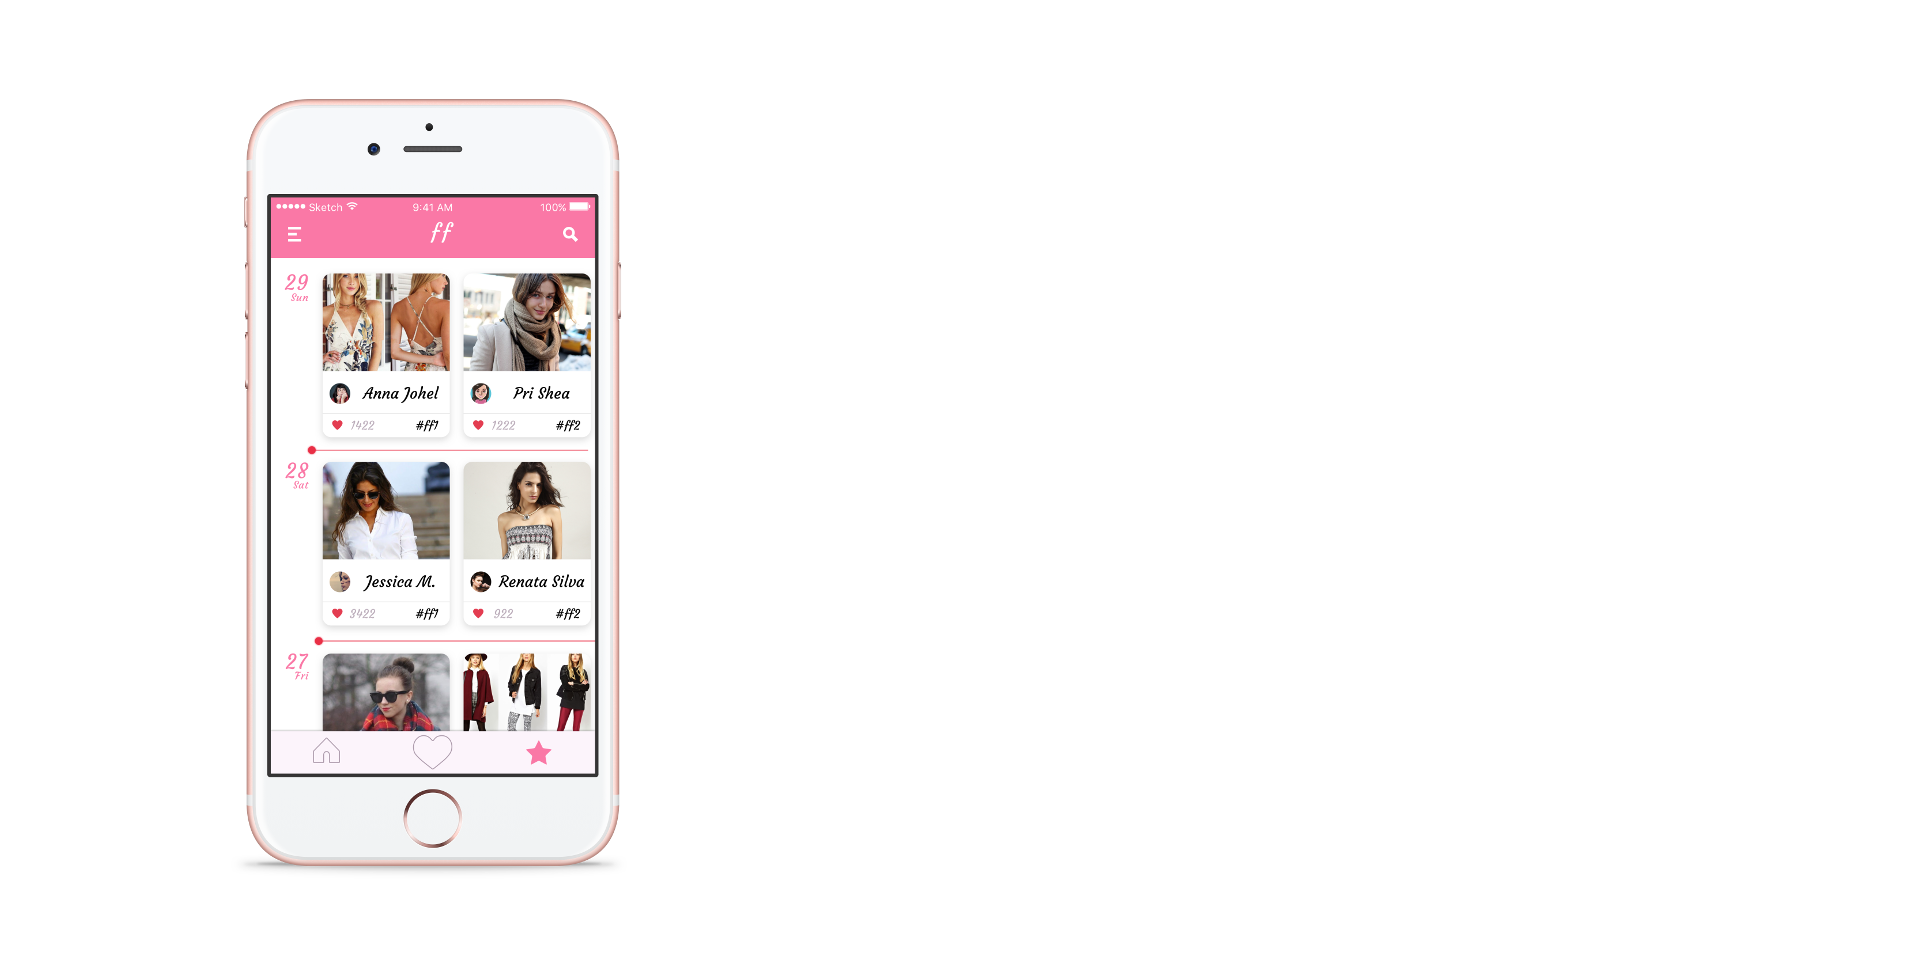 Sketch 9:41 AM 100%
ff
29
Sun
Anna Johel
1422 #ff1
Pri Shea
1222 #ff2
28
Sat
Jessica M.
3422 #ff1
Renata Silva
922 #ff2
27
Fri